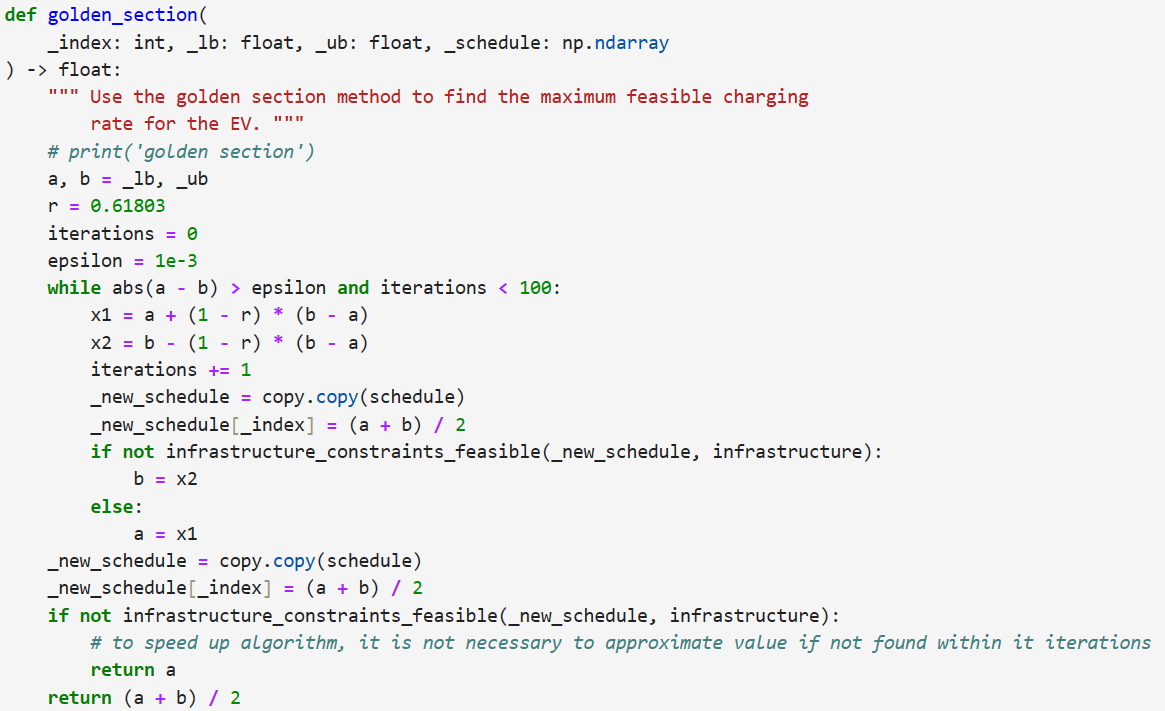 def golden_section(
    _index: int, _lb: float, _ub: float, _schedule: np.ndarray
) -> float:
    """ Use the golden section method to find the maximum feasible charging
        rate for the EV. """
    # print('golden section')
    a, b = _lb, _ub
    r = 0.61803
    iterations = 0
    epsilon = 1e-3
    while abs(a - b) > epsilon and iterations < 100:
        x1 = a + (1 - r) * (b - a)
        x2 = b - (1 - r) * (b - a)
        iterations += 1
        _new_schedule = copy.copy(schedule)
        _new_schedule[_index] = (a + b) / 2
        if not infrastructure_constraints_feasible(_new_schedule, infrastructure):
            b = x2
        else:
            a = x1
    _new_schedule = copy.copy(schedule)
    _new_schedule[_index] = (a + b) / 2
    if not infrastructure_constraints_feasible(_new_schedule, infrastructure):
        # to speed up algorithm, it is not necessary to approximate value if not found within it iterations
        return a
    return (a + b) / 2